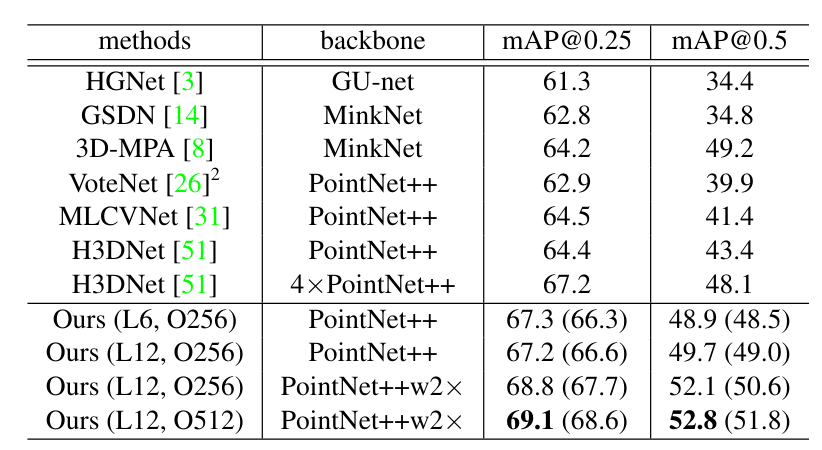 methods backbone mAP@0.25 mAP@0.5
HGNet [3] GU-net 61.3 34.4
GSDN [14] MinkNet 62.8 34.8
3D-MPA [8] MinkNet 64.2 49.2
VoteNet [26]² PointNet++ 62.9 39.9
MLCVNet [31] PointNet++ 64.5 41.4
H3DNet [51] PointNet++ 64.4 43.4
H3DNet [51] 4×PointNet++ 67.2 48.1
Ours (L6, O256) PointNet++ 67.3 (66.3) 48.9 (48.5)
Ours (L12, O256) PointNet++ 67.2 (66.6) 49.7 (49.0)
Ours (L12, O256) PointNet++w2× 68.8 (67.7) 52.1 (50.6)
Ours (L12, O512) PointNet++w2× 69.1 (68.6) 52.8 (51.8)